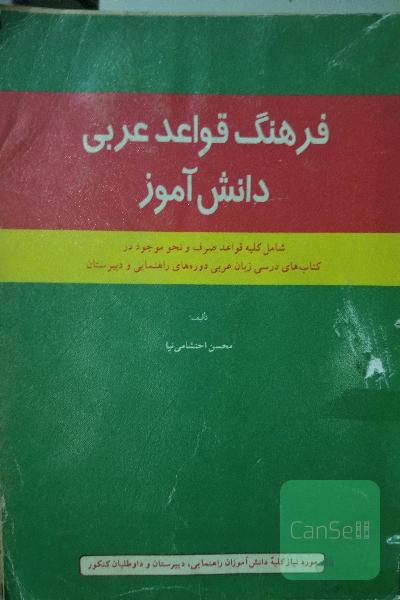 فرهنگ قواعد عربی
دانش آموز
شامل کلیه قواعد صرف و نحو موجود در
کتاب‌های درسی زبان عربی دوره‌های راهنمایی و دبیرستان
تألیف:
محسن احتشامی نیا
مورد نیاز کلیهٔ دانش آموزان راهنمایی، دبیرستان و داوطلبان کنکور
CanSell